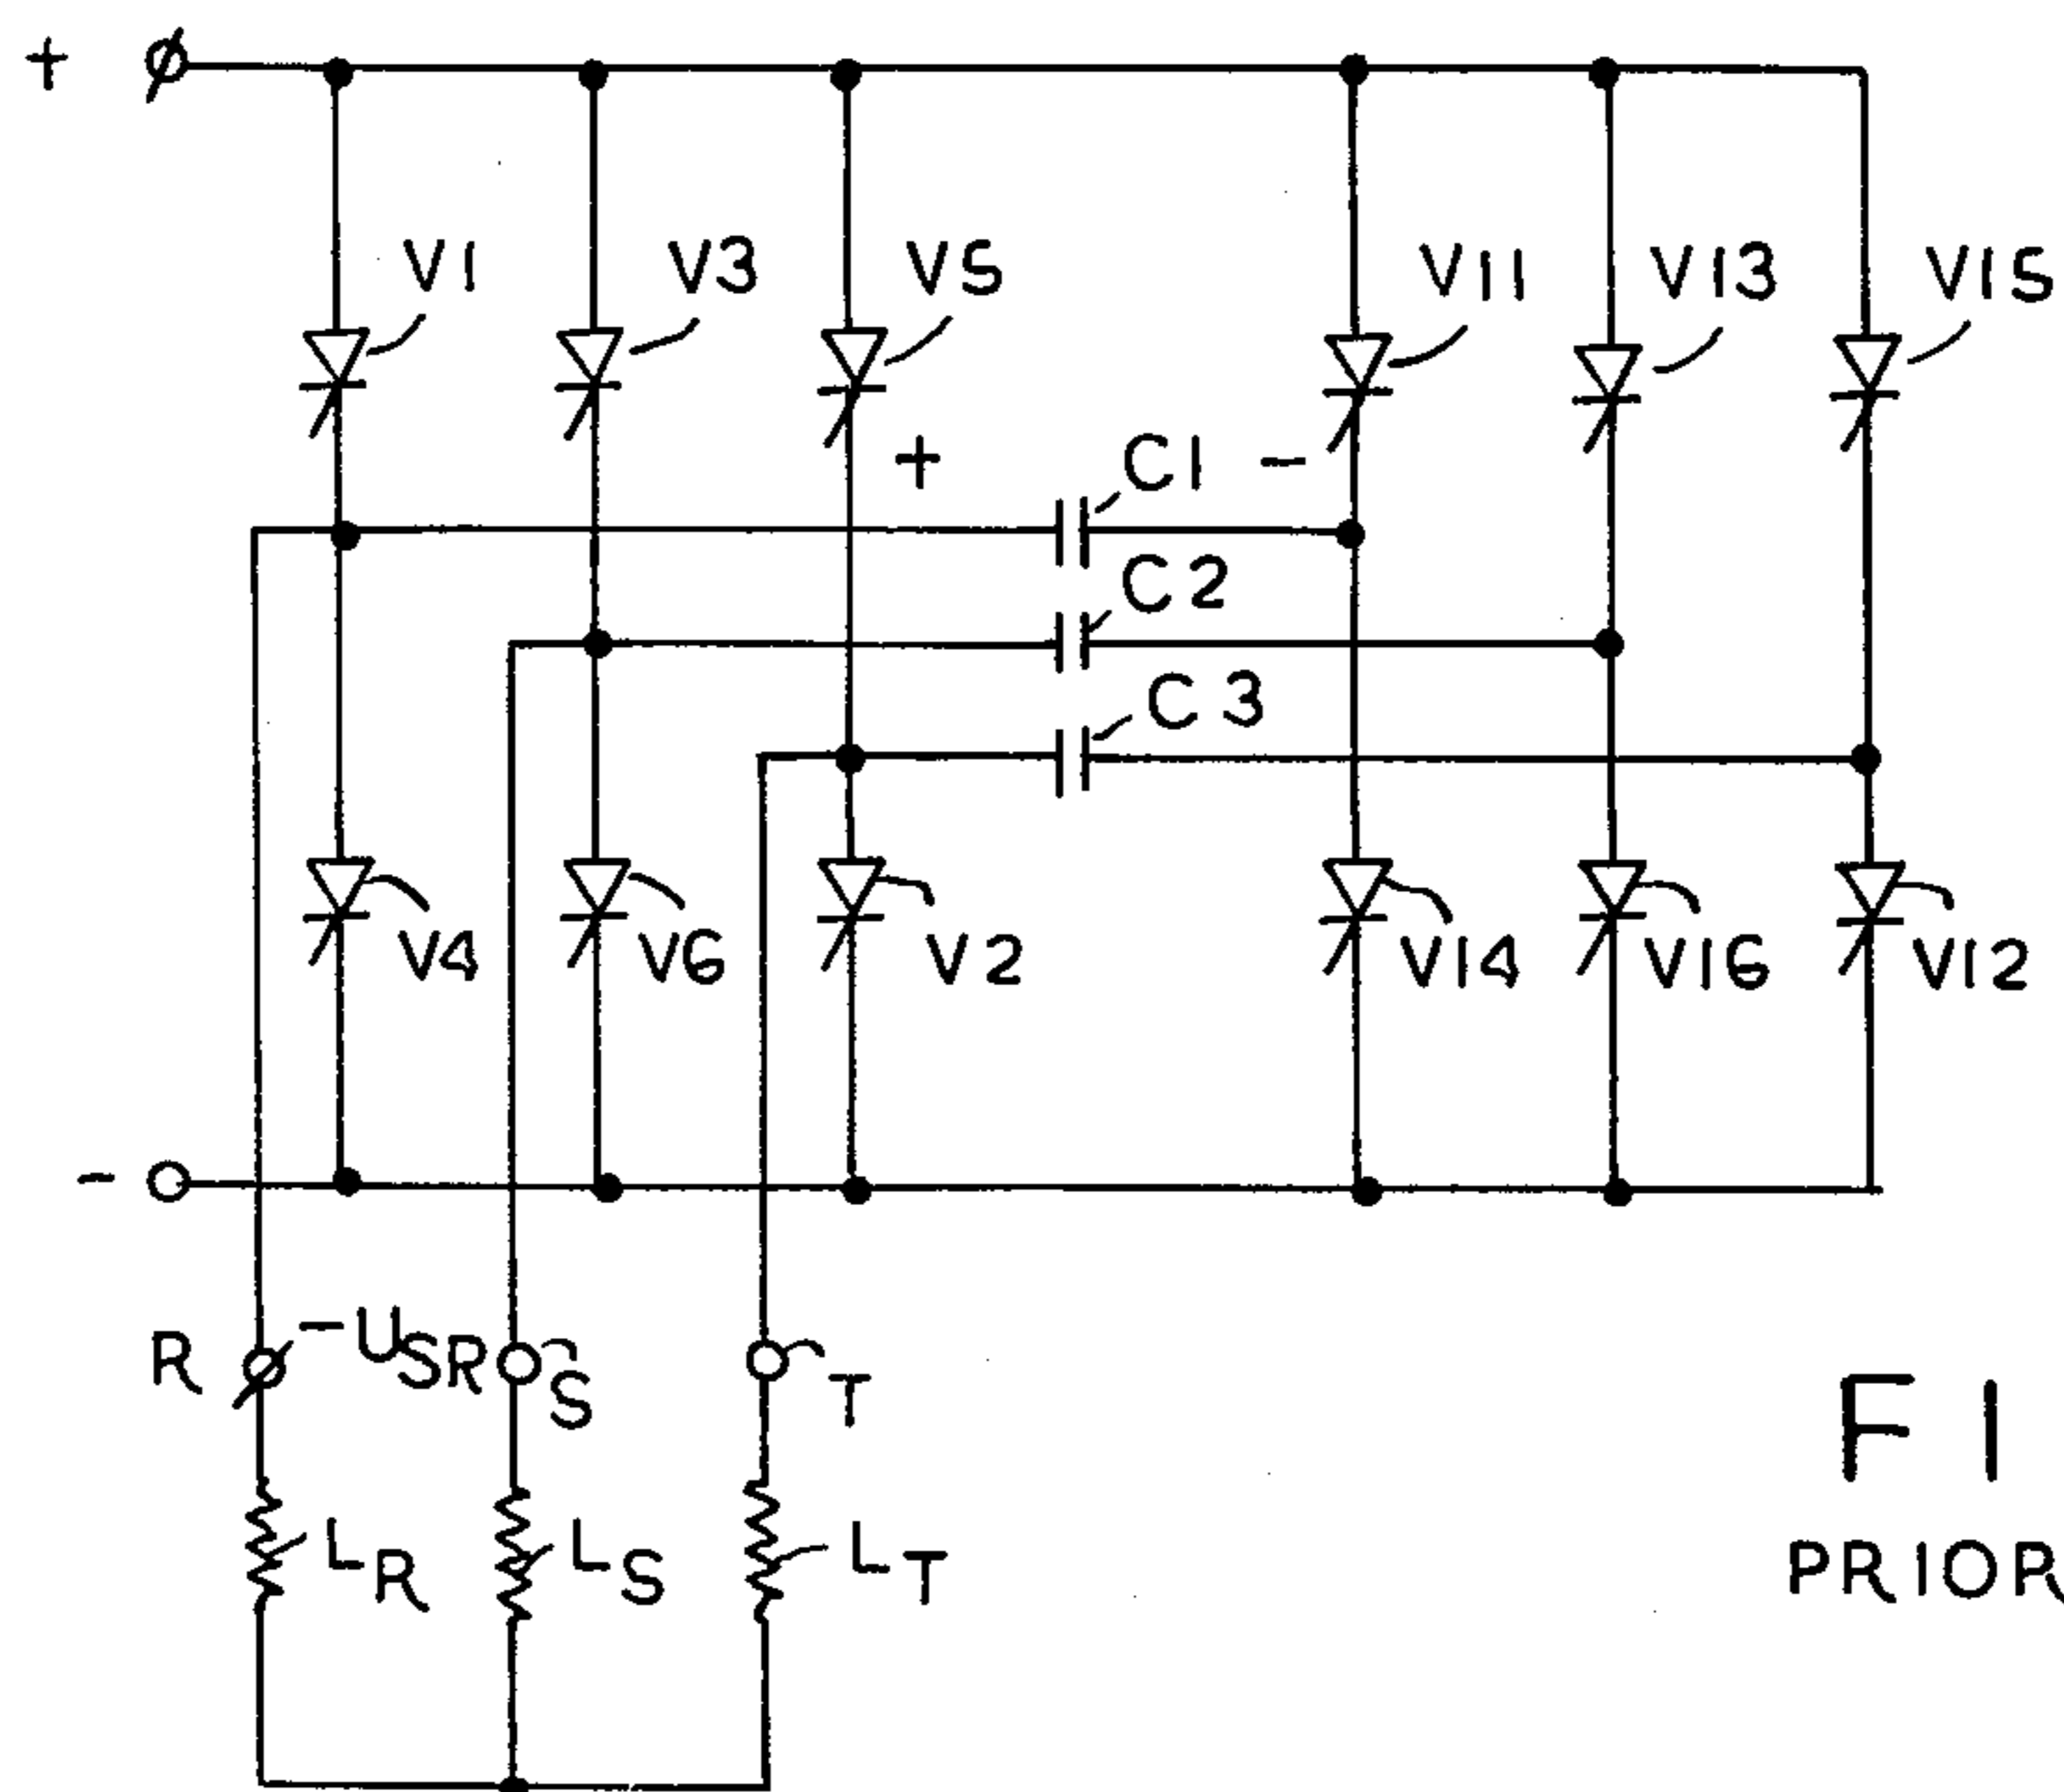 +
V1 V3 V5 V11 V13 V15
+ C1 -
C2
C3
V4 V6 V2 V14 V16 V12
-
R -USR S T
LR LS LT
FI
PRIOR